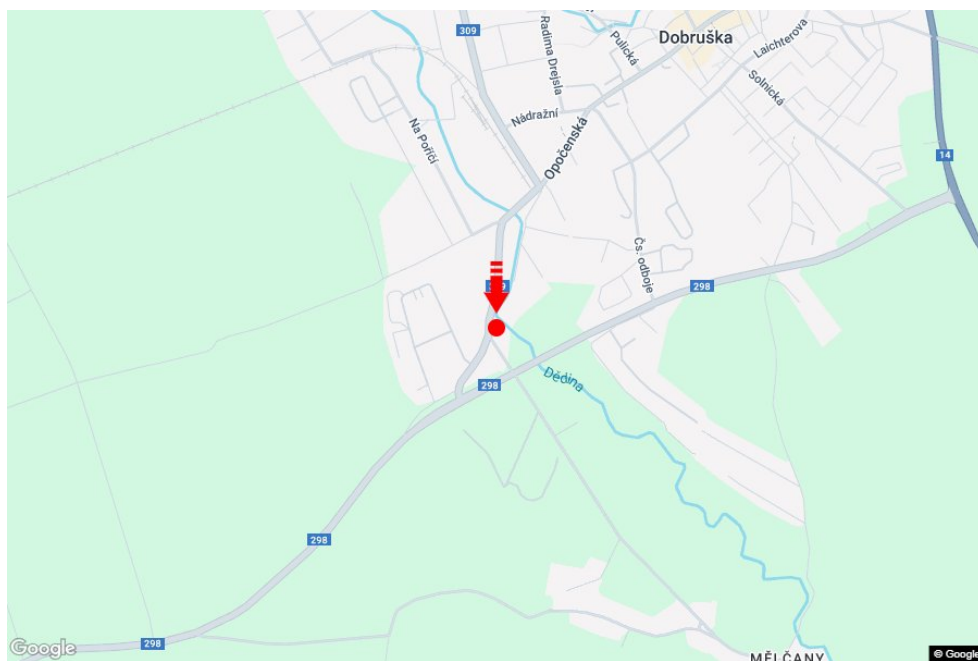 Dobruška
309
Radima Drejsla
Pulická
Laichterova
Solnická
Nádražní
Na Poříčí
Opočenská
14
Čs. odboje
298
298
Dědina
298
298
298
MĚLČANY
Google
© Google